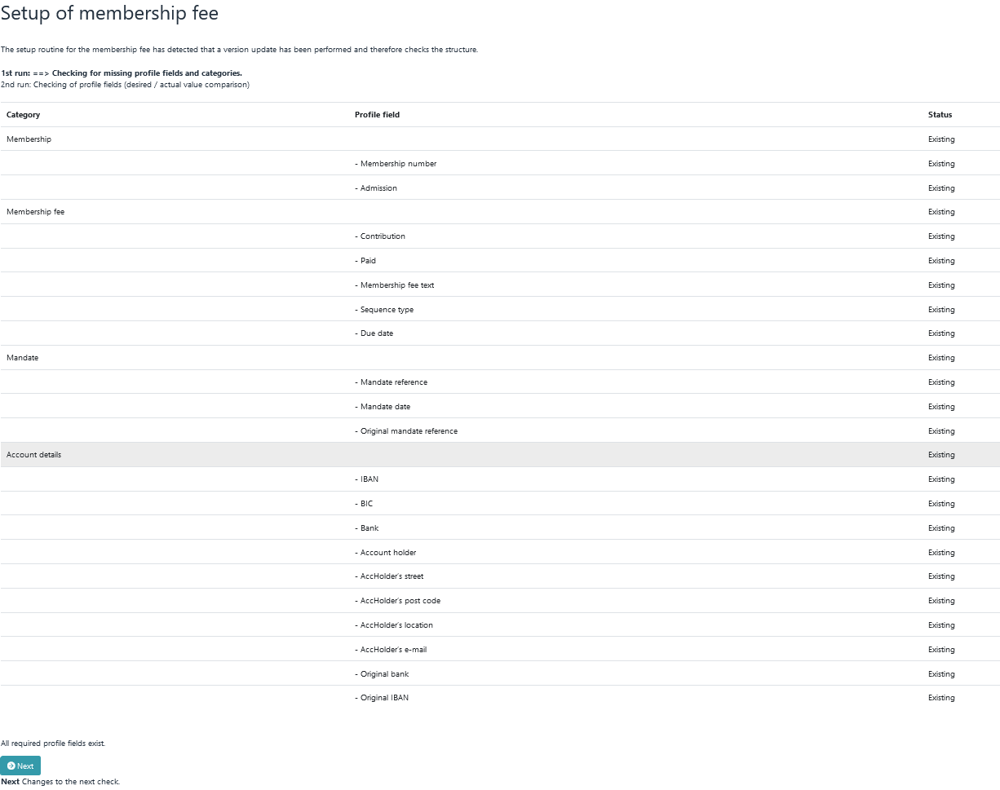 Setup of membership fee
The setup routine for the membership fee has detected that a version update has been performed and therefore checks the structure.
1st run: ==> Checking for missing profile fields and categories.
2nd run: Checking of profile fields (desired / actual value comparison)
Category Profile field Status
Membership Existing
- Membership number Existing
- Admission Existing
Membership fee Existing
- Contribution Existing
- Paid Existing
- Membership fee text Existing
- Sequence type Existing
- Due date Existing
Mandate Existing
- Mandate reference Existing
- Mandate date Existing
- Original mandate reference Existing
Account details Existing
- IBAN Existing
- BIC Existing
- Bank Existing
- Account holder Existing
- AccHolder's street Existing
- AccHolder's post code Existing
- AccHolder's location Existing
- AccHolder's e-mail Existing
- Original bank Existing
- Original IBAN Existing
All required profile fields exist.
Next
Next Changes to the next check.